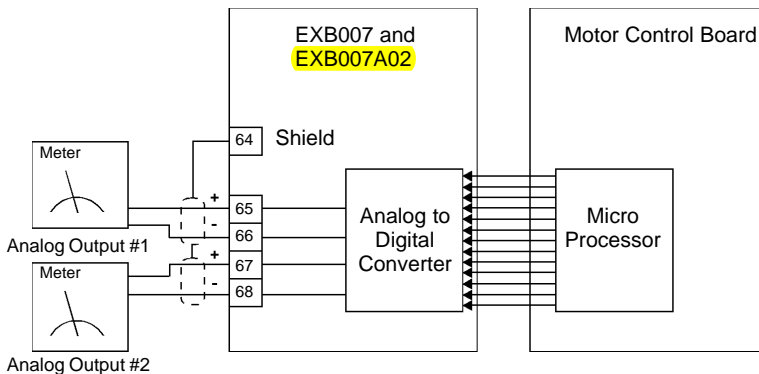 EXB007 and
EXB007A02
Motor Control Board
64
Shield
Meter
+
65
-
66
Analog Output #1
+
67
Meter
-
68
Analog Output #2
Analog to
Digital
Converter
Micro
Processor